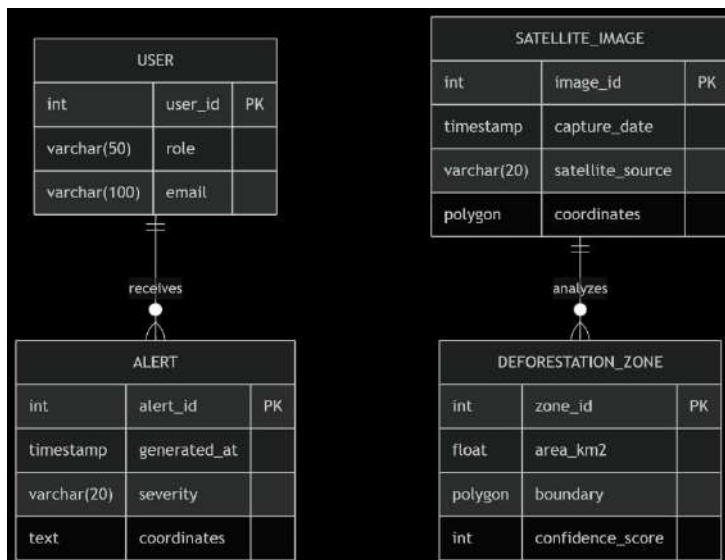 USER
int user_id PK
varchar(50) role
varchar(100) email
receives
ALERT
int alert_id PK
timestamp generated_at
varchar(20) severity
text coordinates
SATELLITE_IMAGE
int image_id PK
timestamp capture_date
varchar(20) satellite_source
polygon coordinates
analyzes
DEFORESTATION_ZONE
int zone_id PK
float area_km2
polygon boundary
int confidence_score